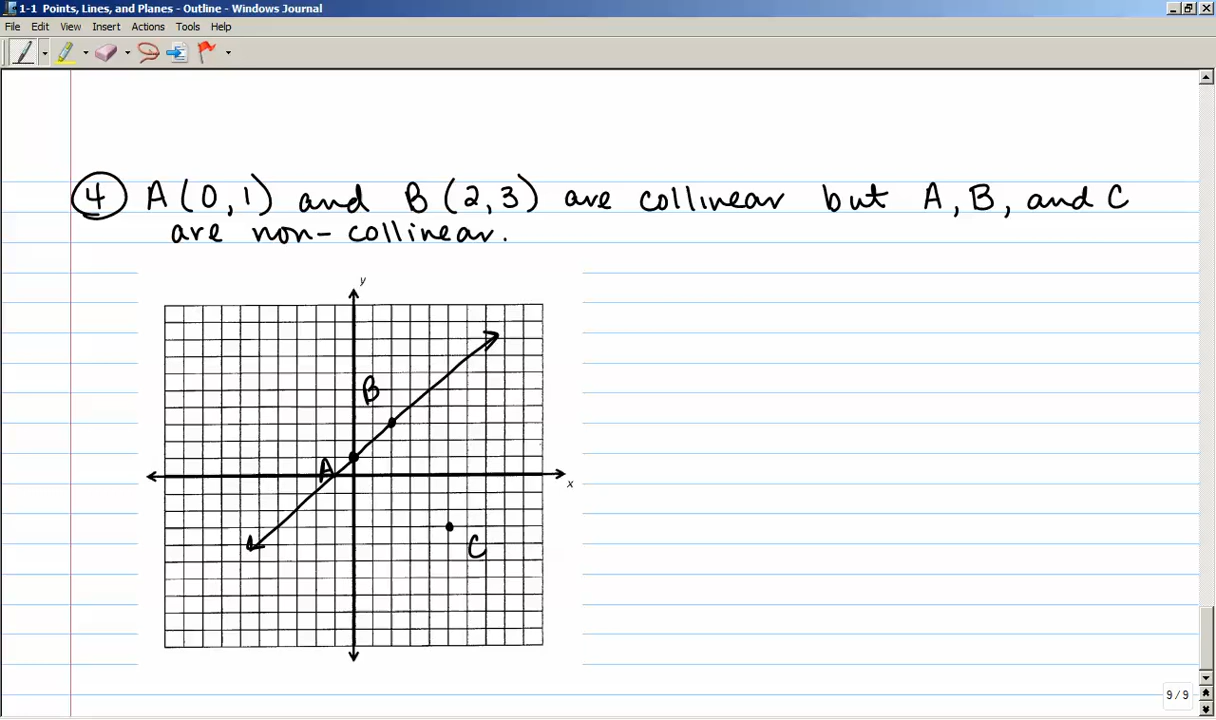 1-1 Points, Lines, and Planes - Outline - Windows Journal
File Edit View Insert Actions Tools Help
4 A(0,1) and B(2,3) are collinear but A, B, and C
are non-collinear.
y
B
A
x
C
9/9